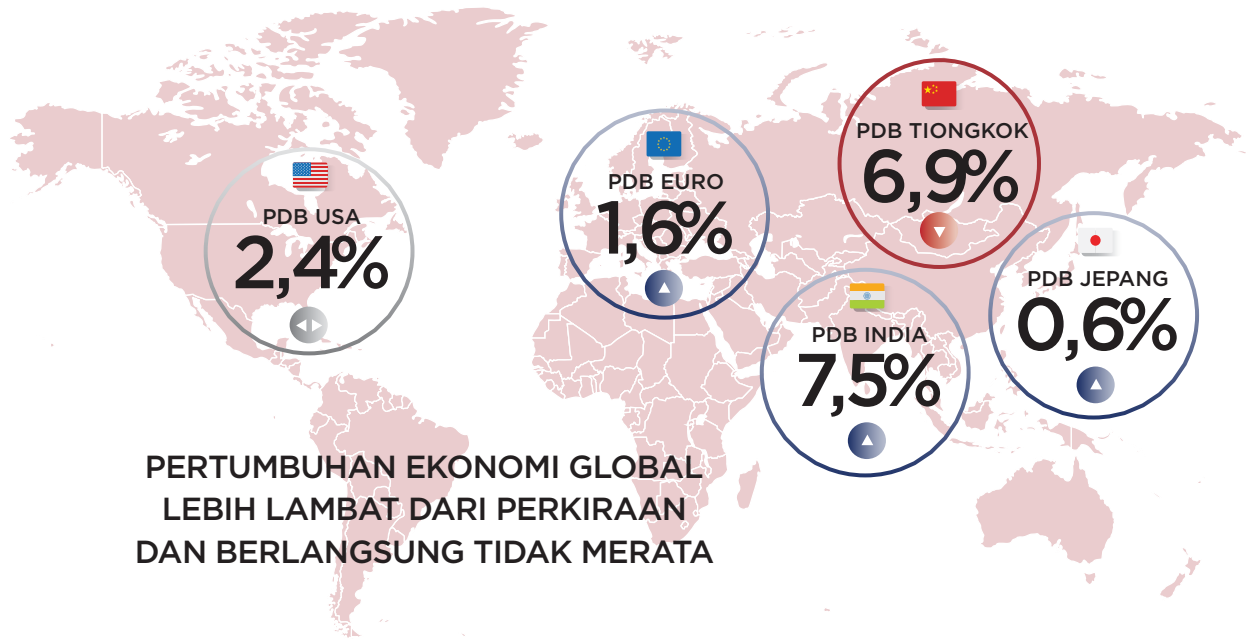 PDB USA
2,4%
PDB EURO
1,6%
PDB TIONGKOK
6,9%
PDB INDIA
7,5%
PDB JEPANG
0,6%
PERTUMBUHAN EKONOMI GLOBAL
LEBIH LAMBAT DARI PERKIRAAN
DAN BERLANGSUNG TIDAK MERATA